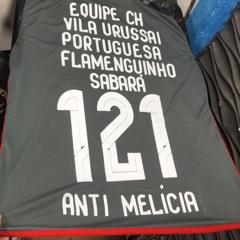 EQUIPE CH
VILA URUSSAI
PORTUGUESA
FLAMENGUINHO
SABARÁ
121
ANTI MELÍCIA